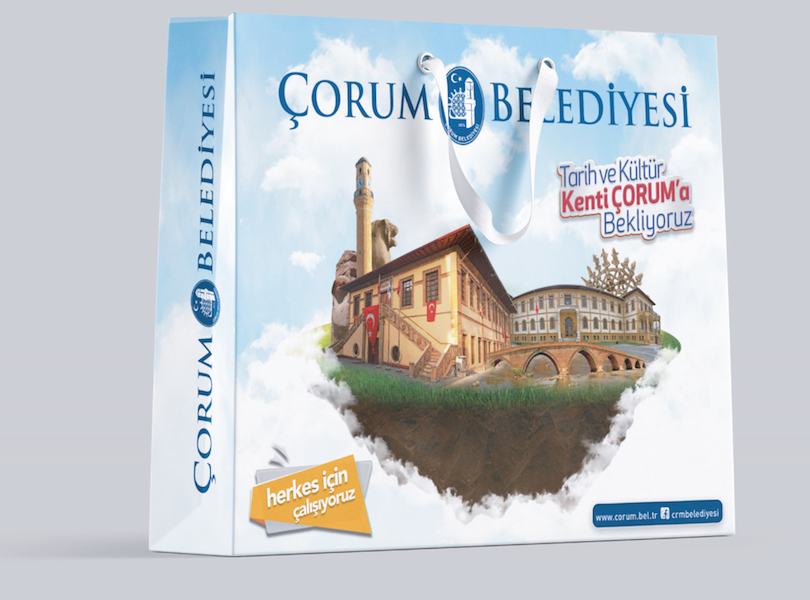 ÇORUM BELEDİYESİ
Tarih ve Kültür
Kenti ÇORUM'a
Bekliyoruz
ÇORUM BELEDİYESİ
herkes için
çalışıyoruz
www.corum.bel.tr crmbelediyesi